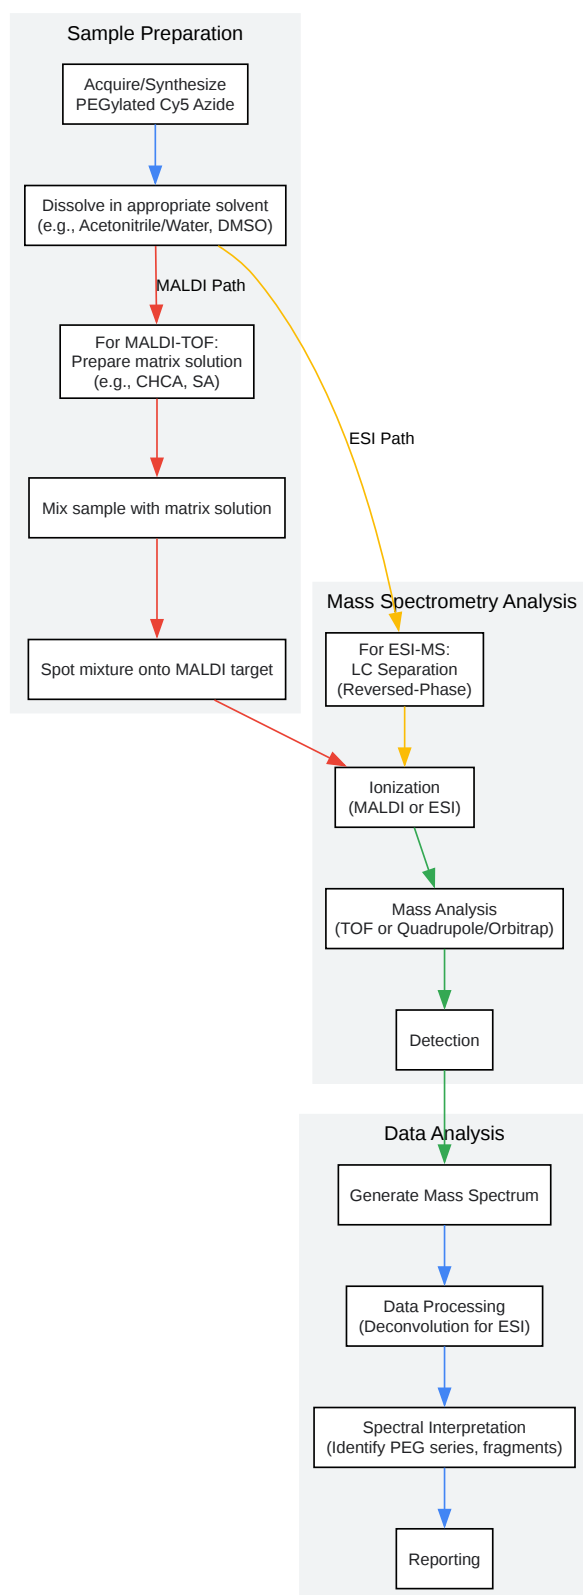 Sample Preparation
Acquire/Synthesize
PEGylated Cy5 Azide
Dissolve in appropriate solvent
(e.g., Acetonitrile/Water, DMSO)
MALDI Path
For MALDI-TOF:
Prepare matrix solution
(e.g., CHCA, SA)
ESI Path
Mix sample with matrix solution
Spot mixture onto MALDI target
Mass Spectrometry Analysis
For ESI-MS:
LC Separation
(Reversed-Phase)
Ionization
(MALDI or ESI)
Mass Analysis
(TOF or Quadrupole/Orbitrap)
Detection
Data Analysis
Generate Mass Spectrum
Data Processing
(Deconvolution for ESI)
Spectral Interpretation
(Identify PEG series, fragments)
Reporting